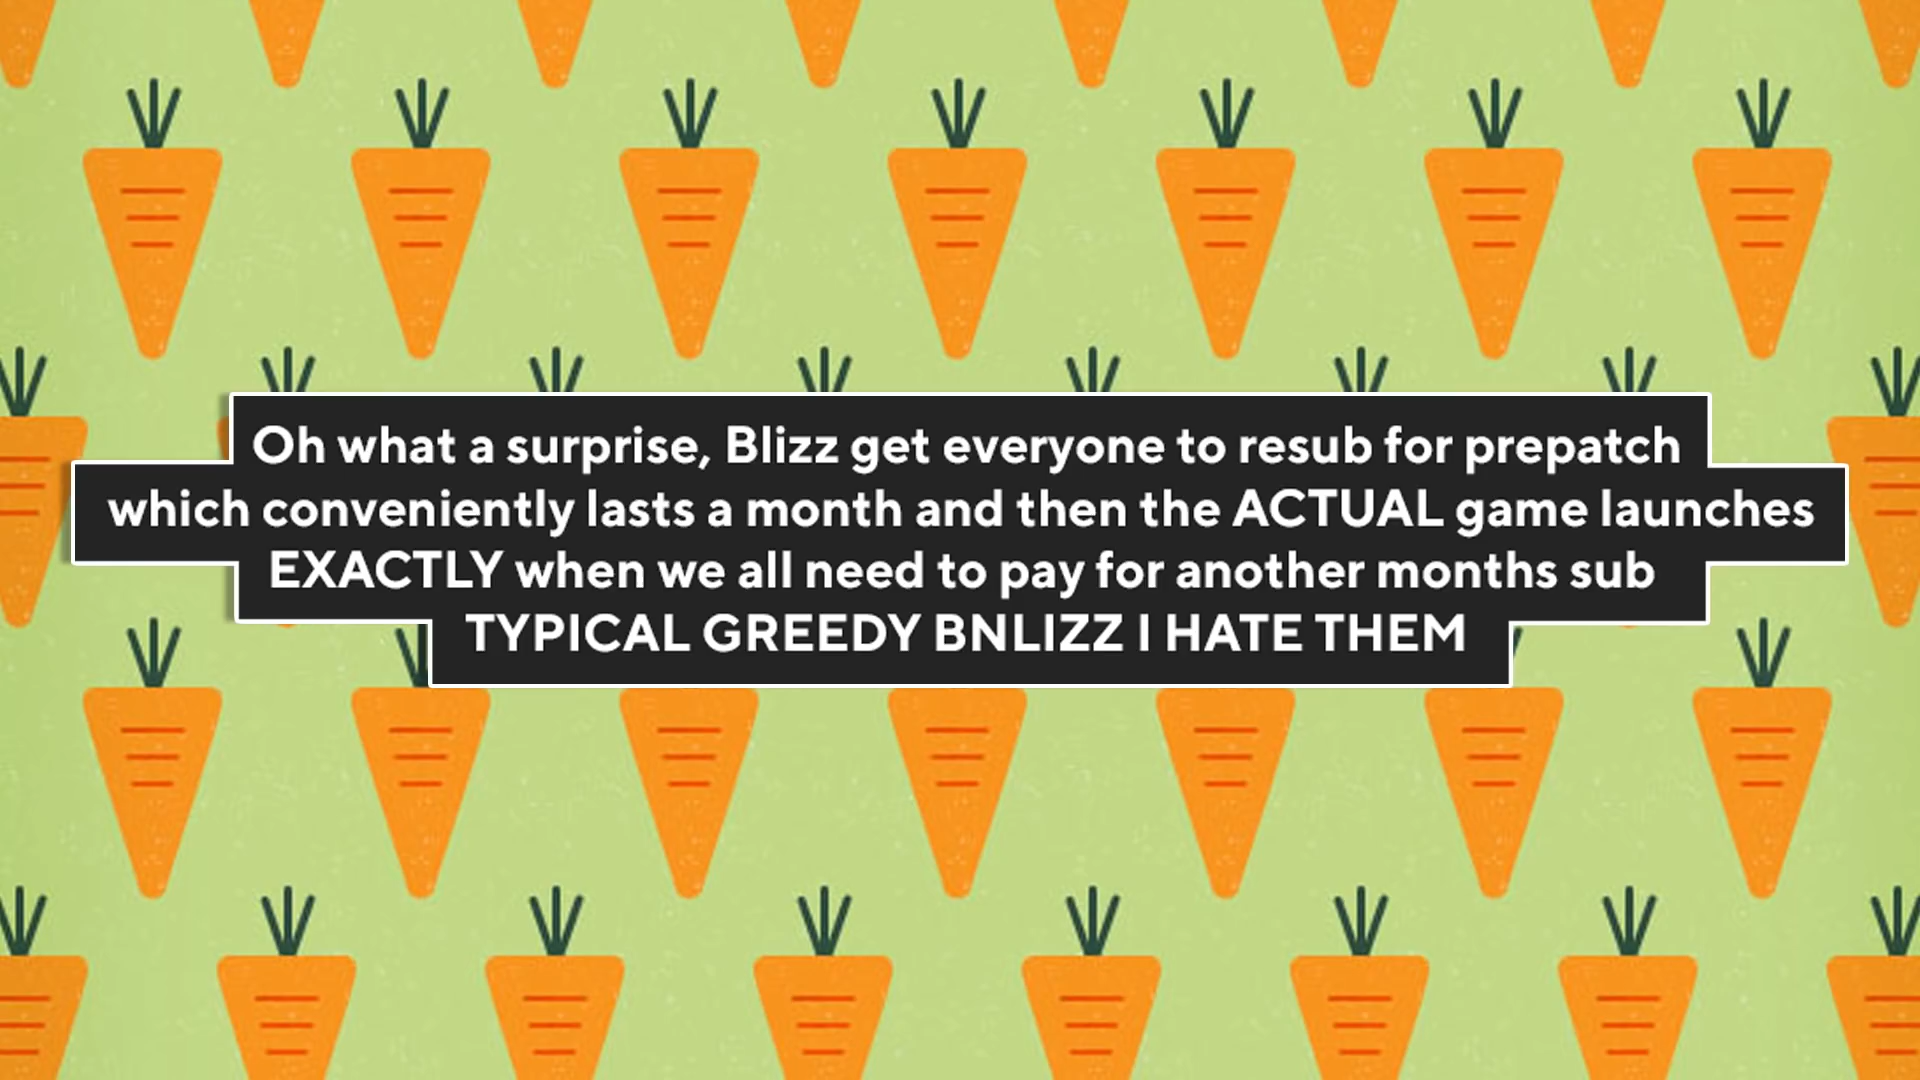 Oh what a surprise, Blizz get everyone to resub for prepatch
which conveniently lasts a month and then the ACTUAL game launches
EXACTLY when we all need to pay for another months sub
TYPICAL GREEDY BNLIZZ I HATE THEM